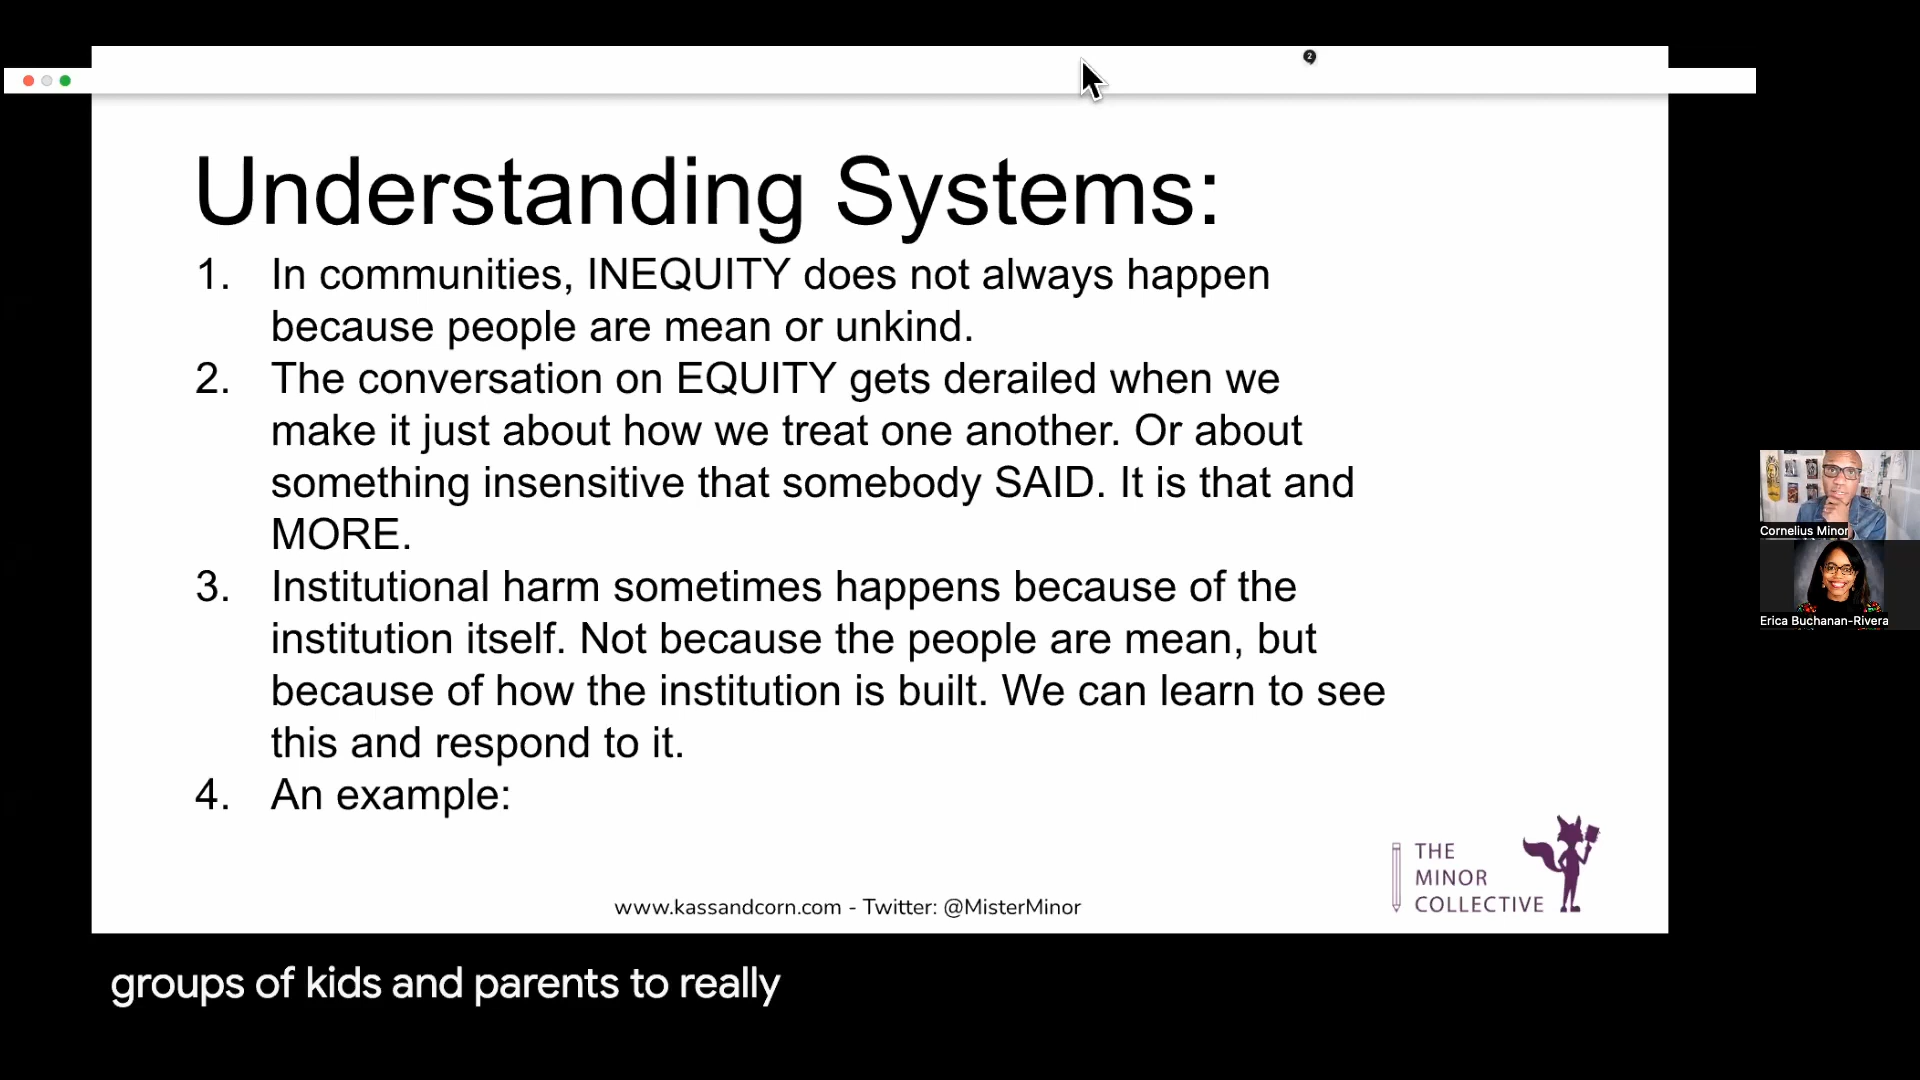 2
Understanding Systems:
1. In communities, INEQUITY does not always happen
because people are mean or unkind.
2. The conversation on EQUITY gets derailed when we
make it just about how we treat one another. Or about
something insensitive that somebody SAID. It is that and
MORE.
3. Institutional harm sometimes happens because of the
institution itself. Not because the people are mean, but
because of how the institution is built. We can learn to see
this and respond to it.
4. An example:
THE
MINOR
COLLECTIVE
www.kassandcorn.com - Twitter: @MisterMinor
Cornelius Minor
Erica Buchanan-Rivera
groups of kids and parents to really